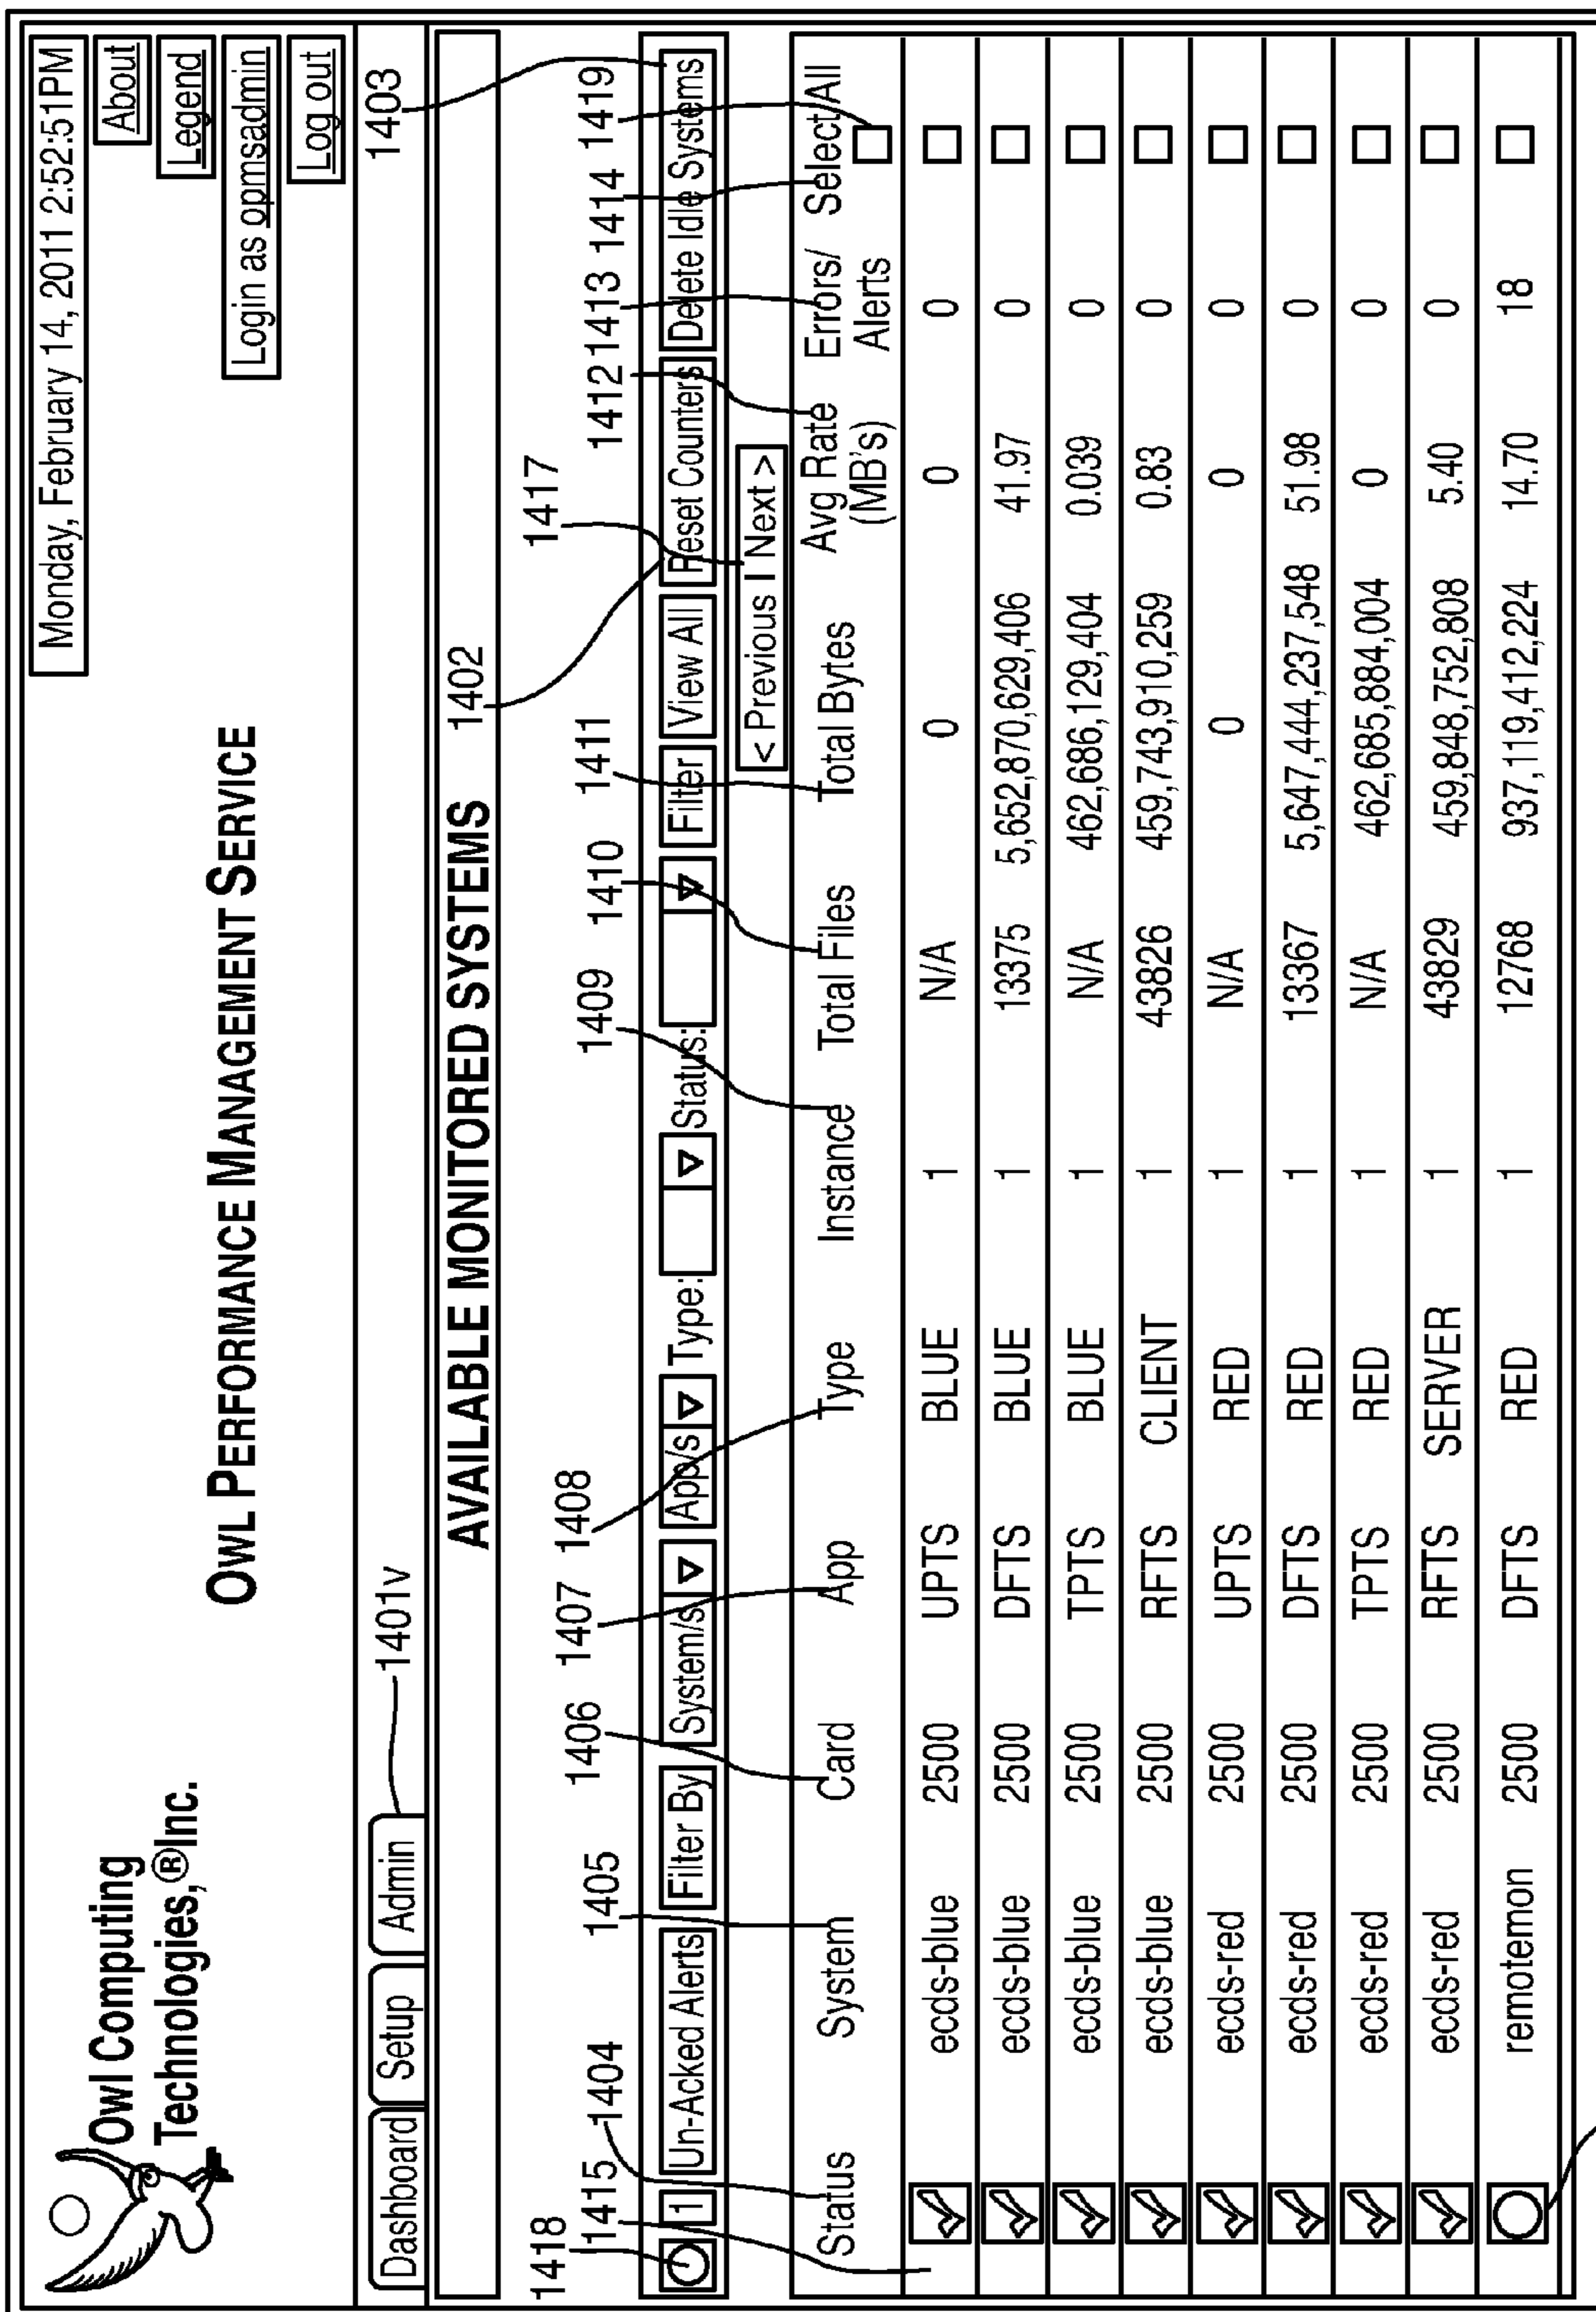 Owl Computing
Technologies,®Inc.
OWL PERFORMANCE MANAGEMENT SERVICE
Monday, February 14, 2011 2:52:51PM
About
Legend
Login as opmsadmin
Log out
Dashboard Setup Admin 1401v
1403
AVAILABLE MONITORED SYSTEMS 1402
1417
1418 1415 1404 1405 1406 1407 1408 1409 1410 1411 1412 1413 1414 1419
1 Un-Acked Alerts Filter By System/s App/s Type: Status: Filter View All Reset Counters Delete Idle Systems
< Previous | Next >
Status System Card App Type Instance Total Files Total Bytes Avg Rate (MB's) Errors/ Alerts Select/All
ecds-blue 2500 UPTS BLUE 1 N/A 0 0 0
ecds-blue 2500 DFTS BLUE 1 13375 5,652,870,629,406 41.97 0
ecds-blue 2500 TPTS BLUE 1 N/A 462,686,129,404 0.039 0
ecds-blue 2500 RFTS CLIENT 1 43826 459,743,910,259 0.83 0
ecds-red 2500 UPTS RED 1 N/A 0 0 0
ecds-red 2500 DFTS RED 1 13367 5,647,444,237,548 51.98 0
ecds-red 2500 TPTS RED 1 N/A 462,685,884,004 0 0
ecds-red 2500 RFTS SERVER 1 43829 459,848,752,808 5.40 0
remotemon 2500 DFTS RED 1 12768 937,119,412,224 14.70 18